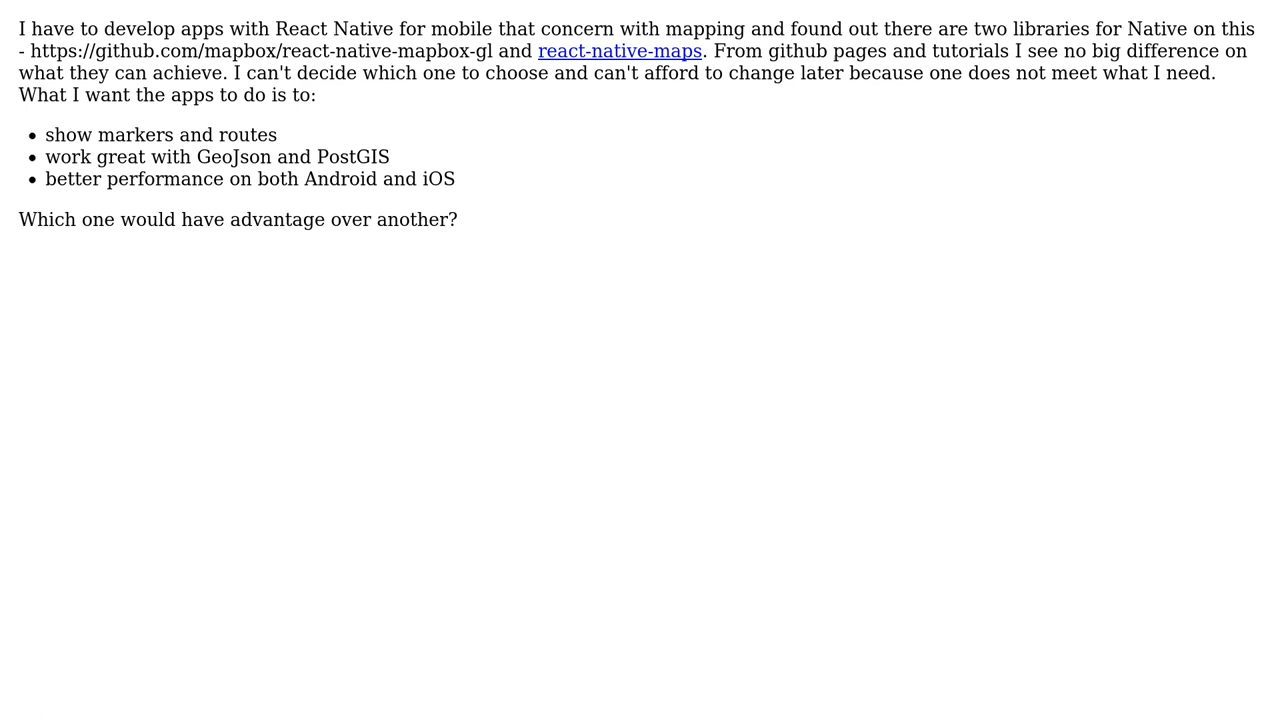 I have to develop apps with React Native for mobile that concern with mapping and found out there are two libraries for Native on this
- https://github.com/mapbox/react-native-mapbox-gl and react-native-maps. From github pages and tutorials I see no big difference on
what they can achieve. I can't decide which one to choose and can't afford to change later because one does not meet what I need.
What I want the apps to do is to:
• show markers and routes
• work great with GeoJson and PostGIS
• better performance on both Android and iOS
Which one would have advantage over another?